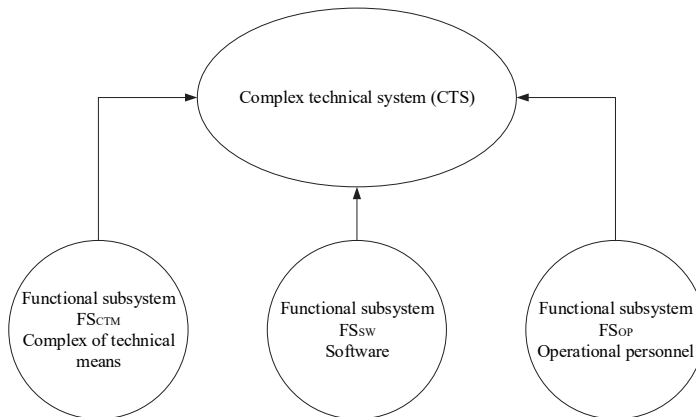 Complex technical system (CTS)
Functional subsystem
FSCTM
Complex of technical
means
Functional subsystem
FSSW
Software
Functional subsystem
FSOP
Operational personnel